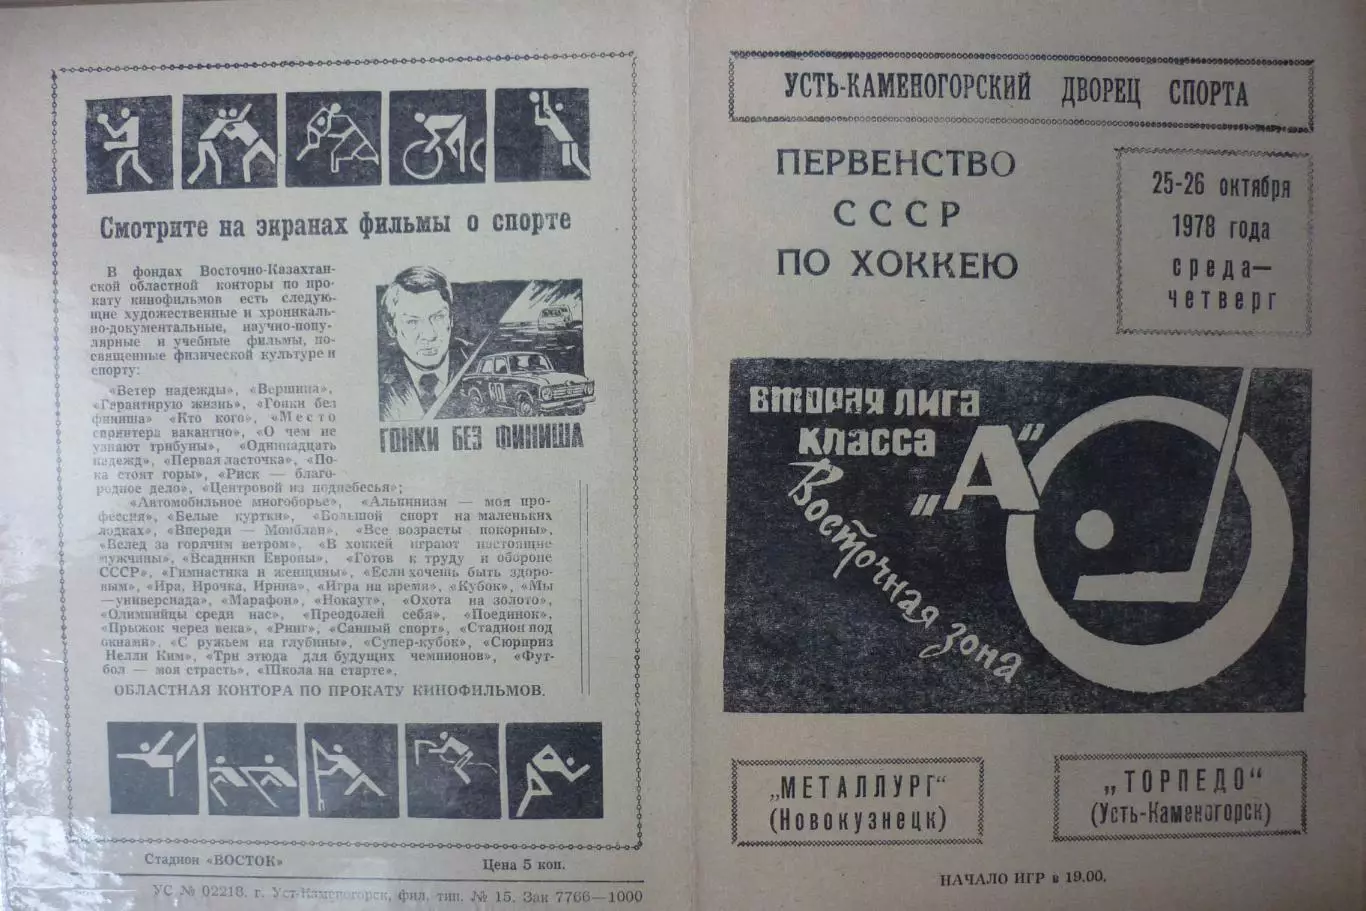 Смотрите на экранах фильмы о спорте
В фондах Восточно-Казахтан-
ской областной конторы по про-
кату кинофильмов есть следую-
щие художественные и хроникаль-
но-документальные, научно-попу-
лярные и учебные фильмы, по-
священные физической культуре и
спорту:
«Ветер надежды», «Вершина»,
«Гарантирую жизнь», «Гонки без
финиша» «Кто кого», «Место
спринтера вакантно», «О чем не
узнают трибуны», «Одиннадцать
надежд», «Первая ласточка», «По-
ка стоят горы», «Риск — благо-
родное дело», «Центровой из поднебесья»;
«Автомобильное многоборье», «Альпинизм — моя про-
фессия», «Белые куртки», «Большой спорт на маленьких
лодках», «Впереди — Монблан», «Все возрасты покорны»,
«Вслед за горячим ветром», «В хоккей играют настоящие
мужчины», «Всадники Европы», «Готов к труду и обороне
СССР», «Гимнастика и женщины», «Если хочешь быть здоро-
вым», «Ира, Ирочка, Ирина», «Игра на время», «Кубок», «Мы
—универсиада», «Марафон», «Нокаут», «Охота на золото»,
«Олимпийцы среди нас», «Преодолей себя», «Поединок»,
«Прыжок через века», «Ринг», «Санный спорт», «Стадион под
окнами», «С ружьем на глубины», «Супер-кубок», «Сюрприз
Нелли Ким», «Три этюда для будущих чемпионов», «Фут-
бол — моя страсть», «Школа на старте».
ОБЛАСТНАЯ КОНТОРА ПО ПРОКАТУ КИНОФИЛЬМОВ.
ГОНКИ БЕЗ ФИНИША
Стадион «ВОСТОК» Цена 5 коп.
УС № 02218. г. Уст-Каменогорск, фил. тип. № 15. Зак 7766—1000
УСТЬ-КАМЕНОГОРСКИЙ ДВОРЕЦ СПОРТА
ПЕРВЕНСТВО
СССР
ПО ХОККЕЮ
25-26 октября
1978 года
среда—
четверг
ВТОРАЯ ЛИГА
КЛАССА „А"
Восточная зона
„МЕТАЛЛУРГ"
(Новокузнецк)
„ТОРПЕДО"
(Усть-Каменогорск)
НАЧАЛО ИГР в 19.00.